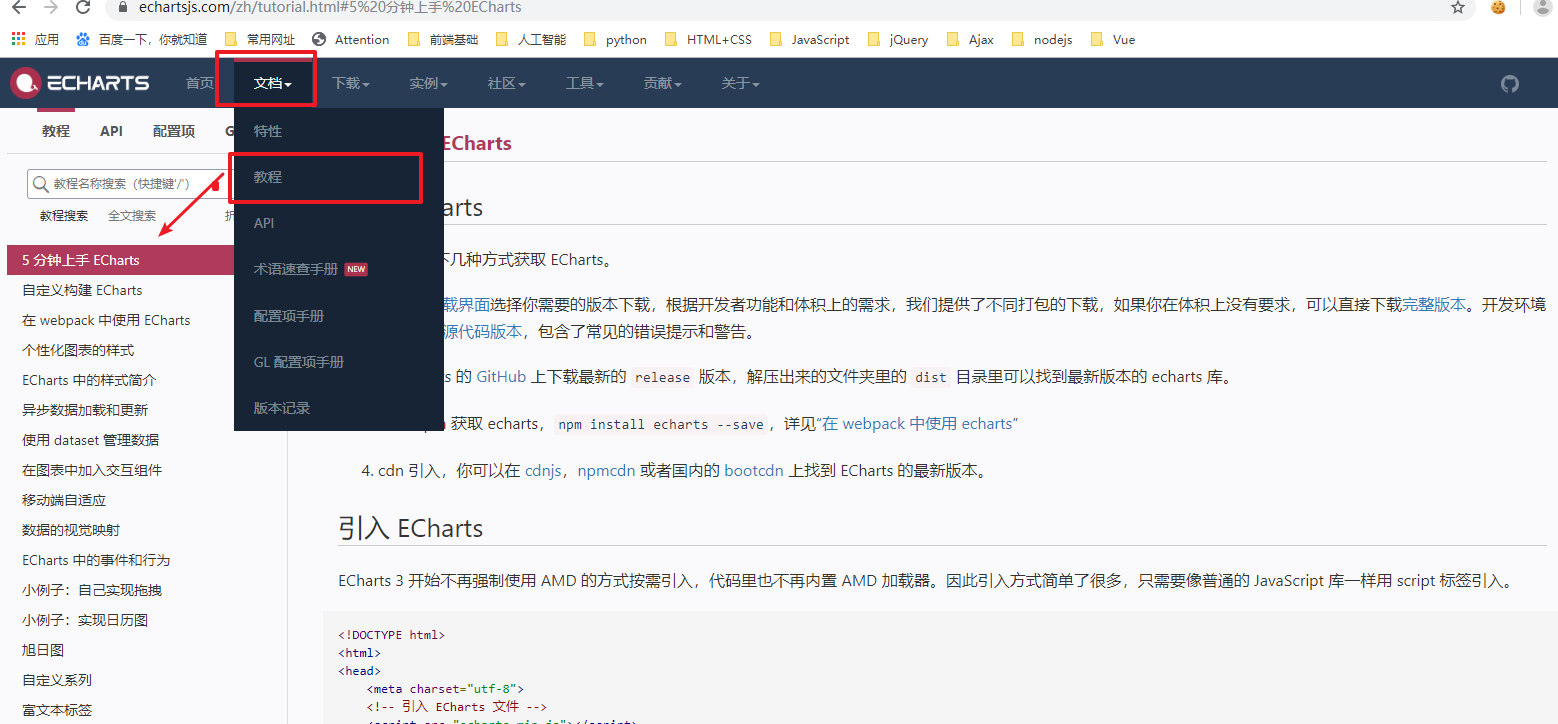 echartsjs.com/zh/tutorial.html#5%20分钟上手%20ECharts
应用 百度一下，你就知道 常用网址 Attention 前端基础 人工智能 python HTML+CSS JavaScript jQuery Ajax nodejs Vue
ECHARTS 首页 文档 下载 实例 社区 工具 贡献 关于
教程 API 配置项 G
特性
教程
API
术语速查手册 NEW
配置项手册
GL 配置项手册
版本记录
教程名称搜索（快捷键'/'）
教程搜索 全文搜索 折
5 分钟上手 ECharts
自定义构建 ECharts
在 webpack 中使用 ECharts
个性化图表的样式
ECharts 中的样式简介
异步数据加载和更新
使用 dataset 管理数据
在图表中加入交互组件
移动端自适应
数据的视觉映射
ECharts 中的事件和行为
小例子：自己实现拖拽
小例子：实现日历图
旭日图
自定义系列
富文本标签
ECharts
arts
下几种方式获取 ECharts。
载界面选择你需要的版本下载，根据开发者功能和体积上的需求，我们提供了不同打包的下载，如果你在体积上没有要求，可以直接下载完整版本。开发环境
源代码版本，包含了常见的错误提示和警告。
s 的 GitHub 上下载最新的 release 版本，解压出来的文件夹里的 dist 目录里可以找到最新版本的 echarts 库。
获取 echarts， npm install echarts --save ，详见“在 webpack 中使用 echarts”
4. cdn 引入，你可以在 cdnjs，npmcdn 或者国内的 bootcdn 上找到 ECharts 的最新版本。
引入 ECharts
ECharts 3 开始不再强制使用 AMD 的方式按需引入，代码里也不再内置 AMD 加载器。因此引入方式简单了很多，只需要像普通的 JavaScript 库一样用 script 标签引入。
<!DOCTYPE html>
<html>
<head>
<meta charset="utf-8">
<!-- 引入 ECharts 文件 -->
<script src="echarts.min.js"></script>